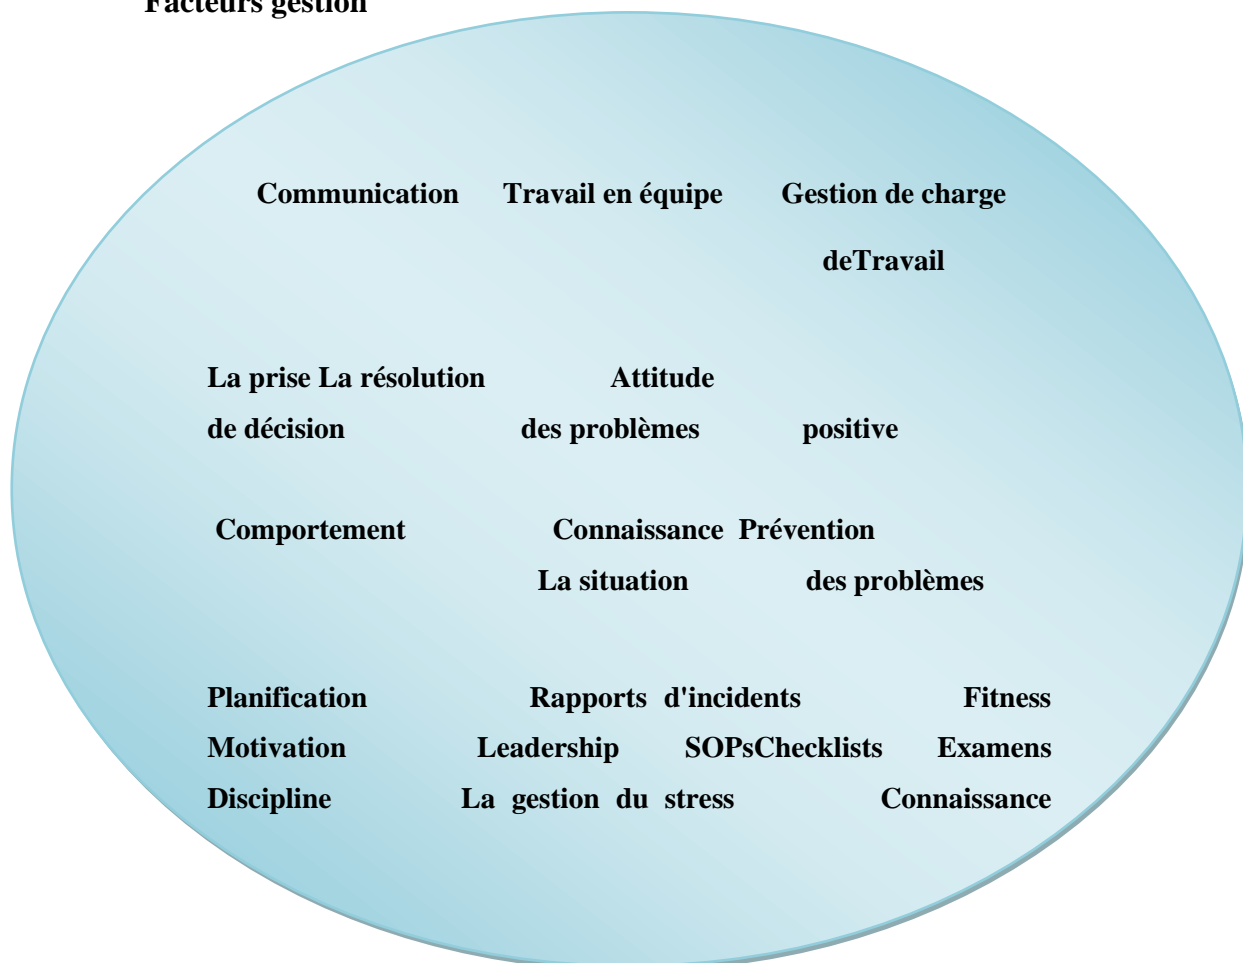 Facteurs gestion
Communication Travail en équipe Gestion de charge
deTravail
La prise La résolution Attitude
de décision des problèmes positive
Comportement Connaissance Prévention
La situation des problèmes
Planification Rapports d'incidents Fitness
Motivation Leadership SOPsChecklists Examens
Discipline La gestion du stress Connaissance